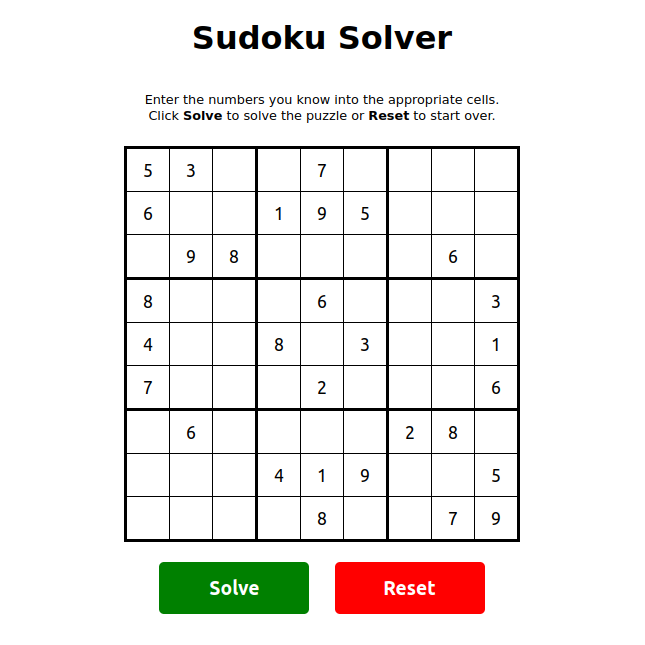 Sudoku Solver
Enter the numbers you know into the appropriate cells.
Click Solve to solve the puzzle or Reset to start over.
5 3 7
6 1 9 5
9 8 6
8 6 3
4 8 3 1
7 2 6
6 2 8
4 1 9 5
8 7 9
Solve Reset